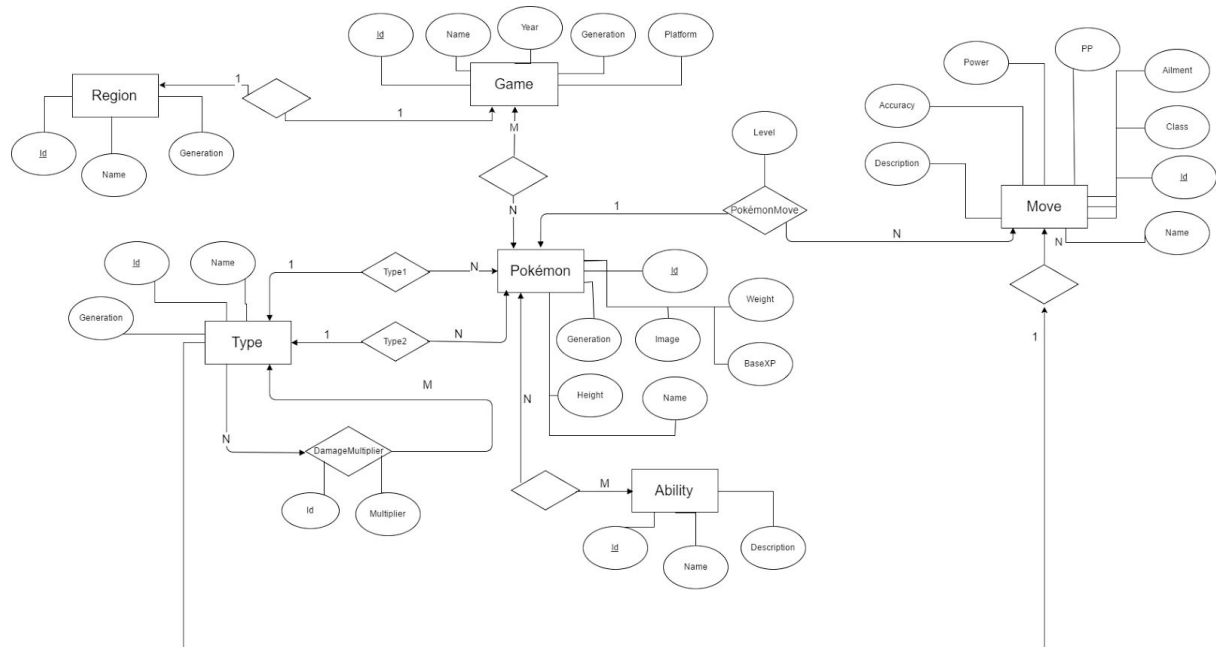 Year
Id
Name
Generation
Platform
Game
Region
1
1
Id
Name
Generation
M
N
Power
PP
Ailment
Accuracy
Class
Description
Id
Move
Name
Level
PokémonMove
1
N
N
1
Id
Name
Generation
Type
1
Type1
N
1
Type2
N
Pokémon
Id
Weight
Generation
Image
BaseXP
Height
Name
M
N
DamageMultiplier
Id
Multiplier
N
M
Ability
Id
Name
Description